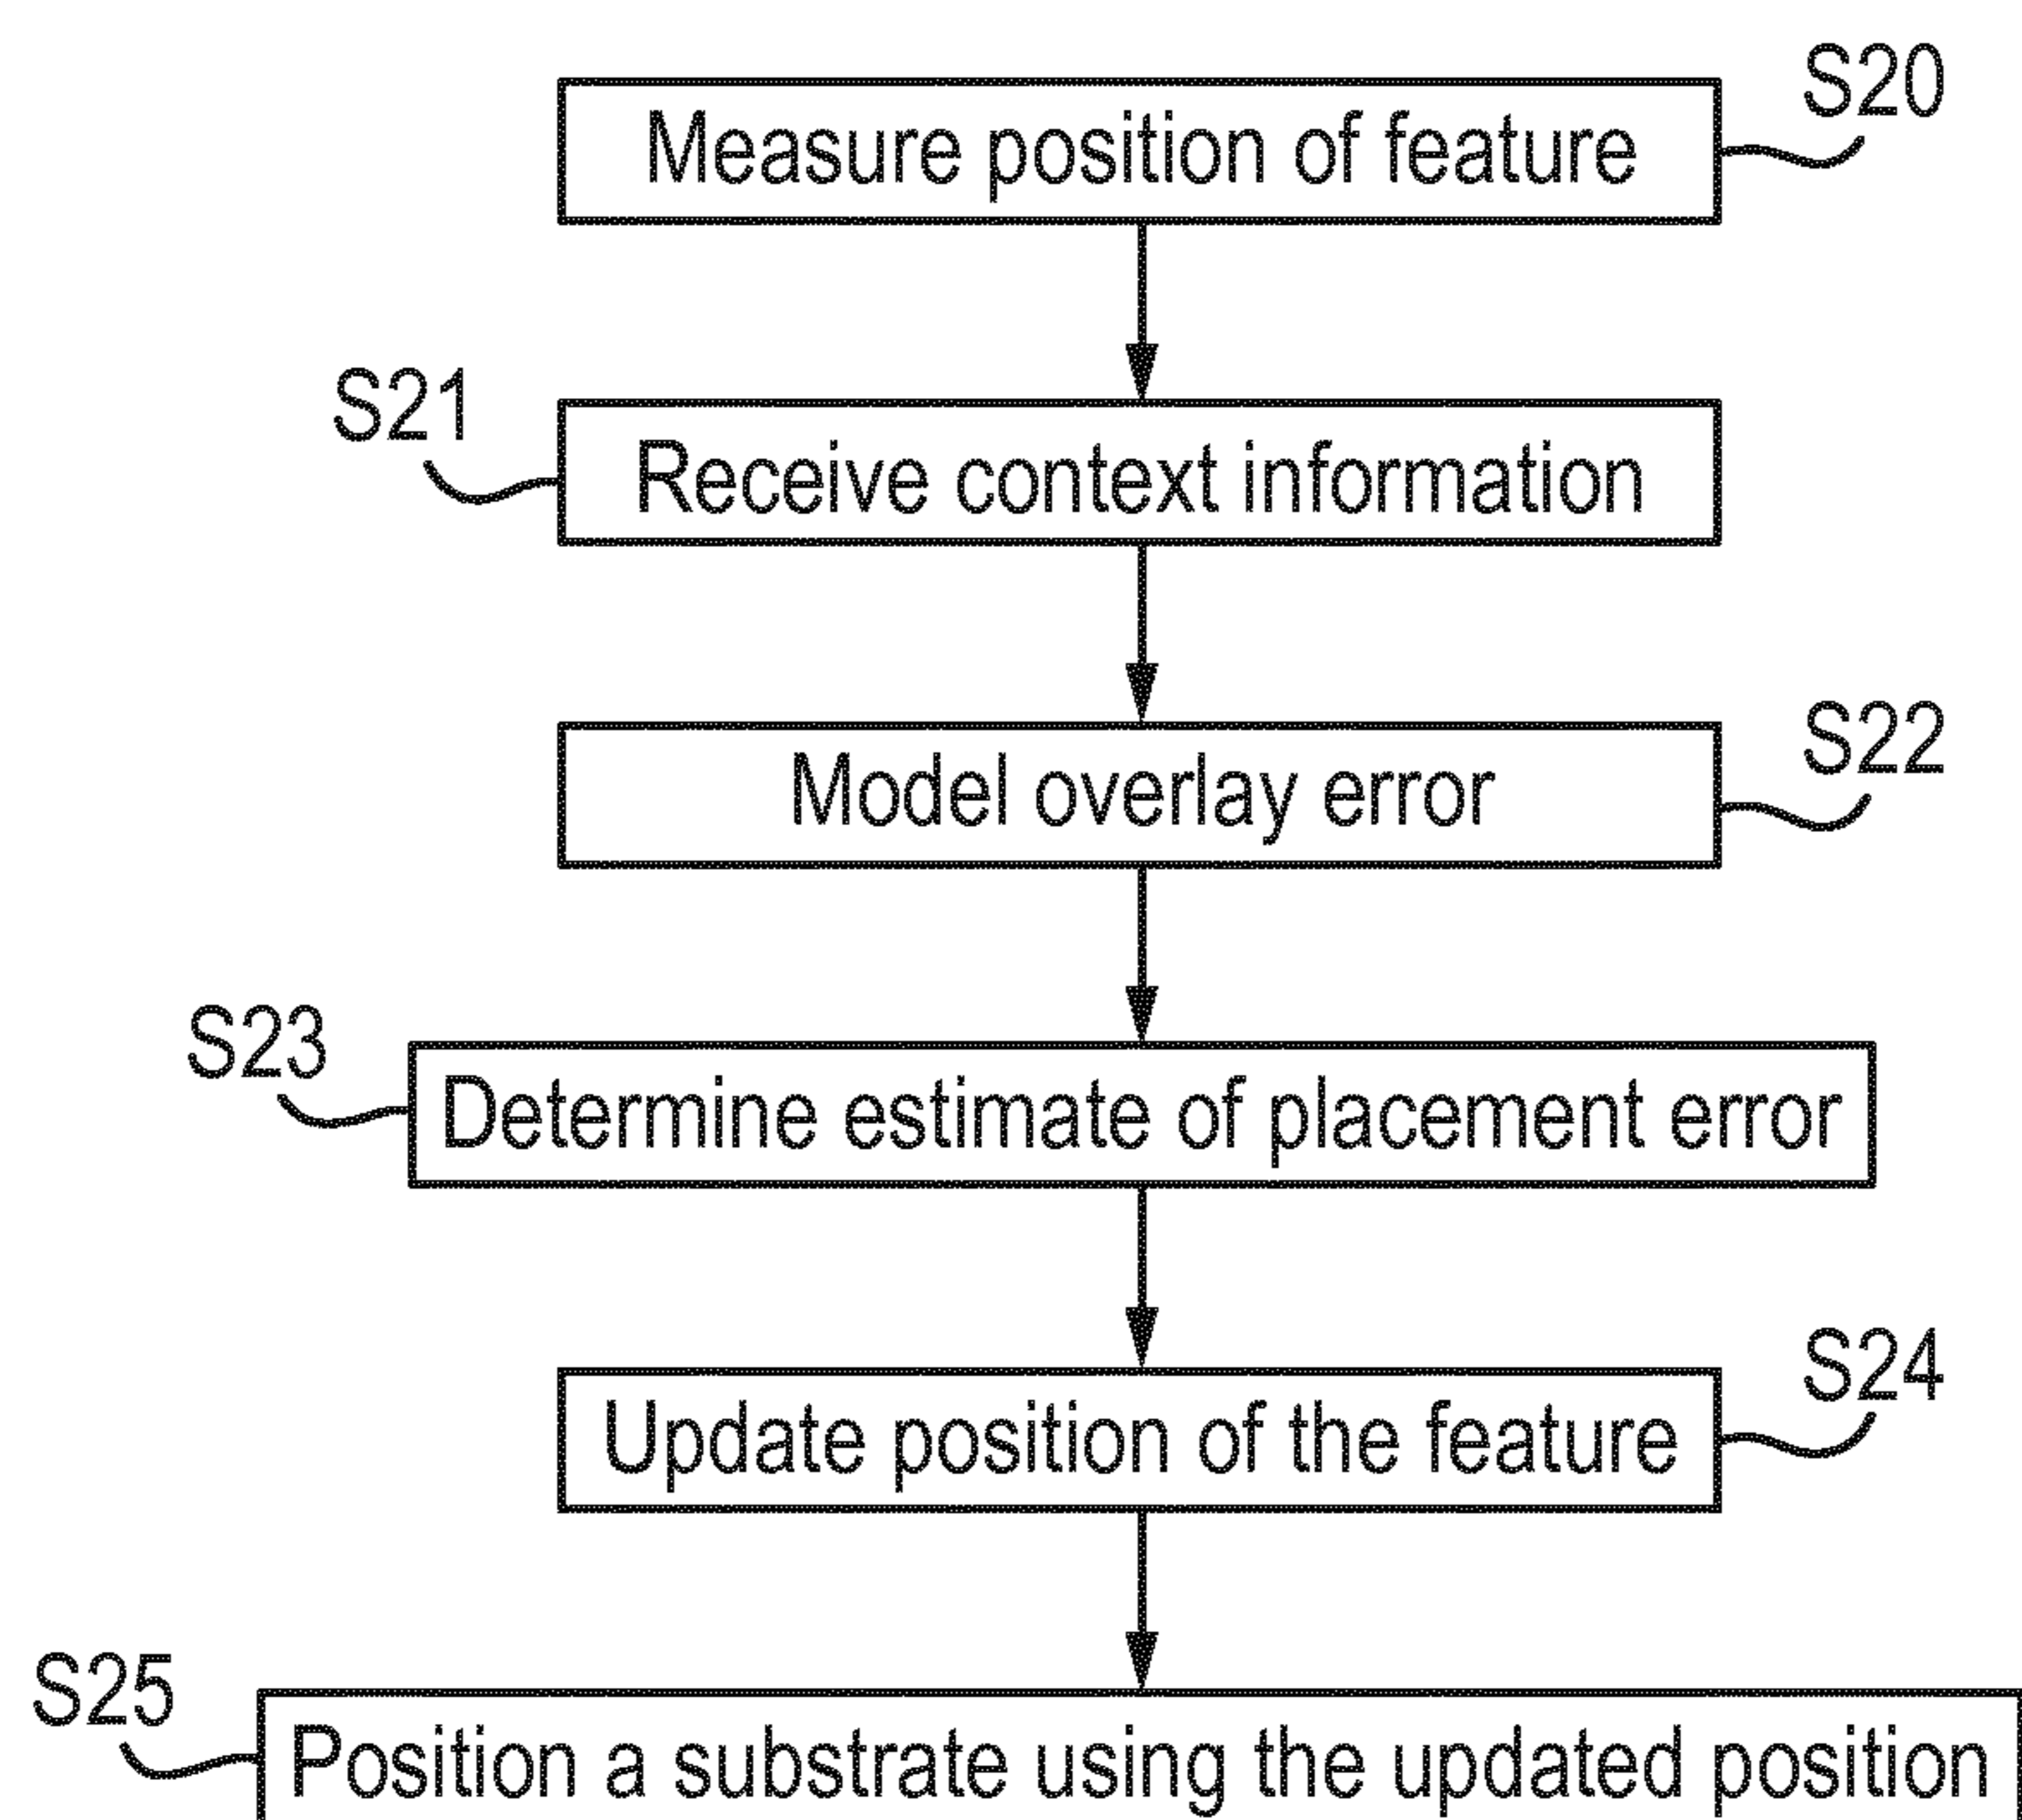 S20
Measure position of feature
S21
Receive context information
S22
Model overlay error
S23
Determine estimate of placement error
S24
Update position of the feature
S25
Position a substrate using the updated position